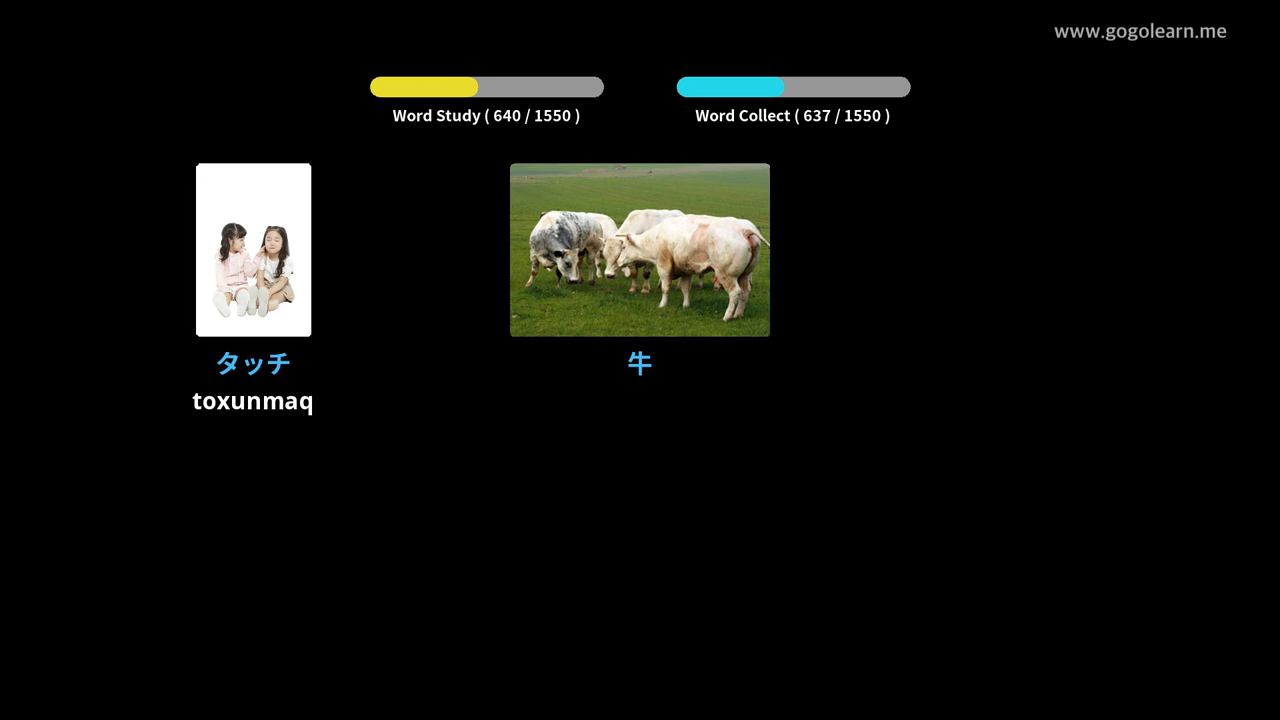 www.gogolearn.me
Word Study ( 640 / 1550 )
Word Collect ( 637 / 1550 )
タッチ
牛
toxunmaq